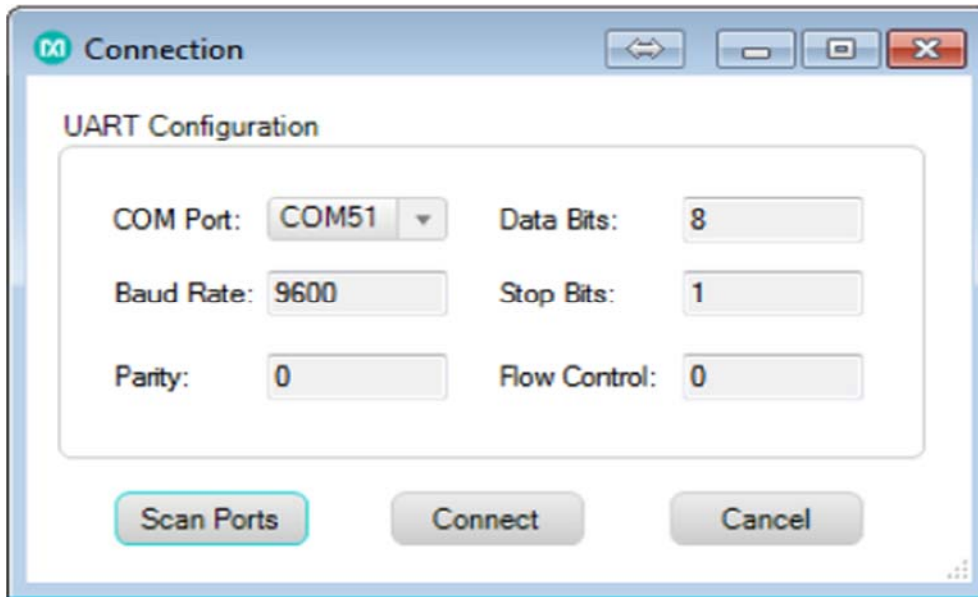 Connection
UART Configuration
COM Port: COM51 Data Bits: 8
Baud Rate: 9600 Stop Bits: 1
Parity: 0 Flow Control: 0
Scan Ports Connect Cancel